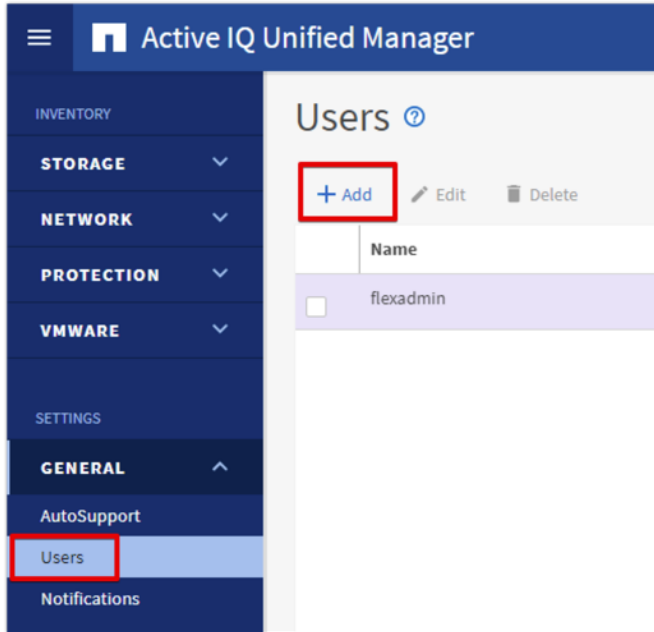 Active IQ Unified Manager
INVENTORY
STORAGE
NETWORK
PROTECTION
VMWARE
SETTINGS
GENERAL
AutoSupport
Users
Notifications
Users ?
+ Add Edit Delete
Name
flexadmin